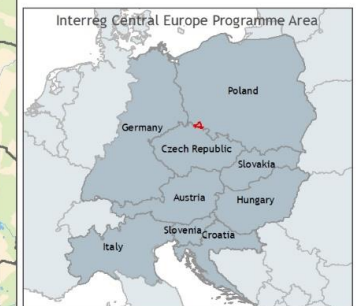 Interreg Central Europe Programme Area
Poland
Germany
Czech Republic
Slovakia
Austria
Hungary
Slovenia
Croatia
Italy